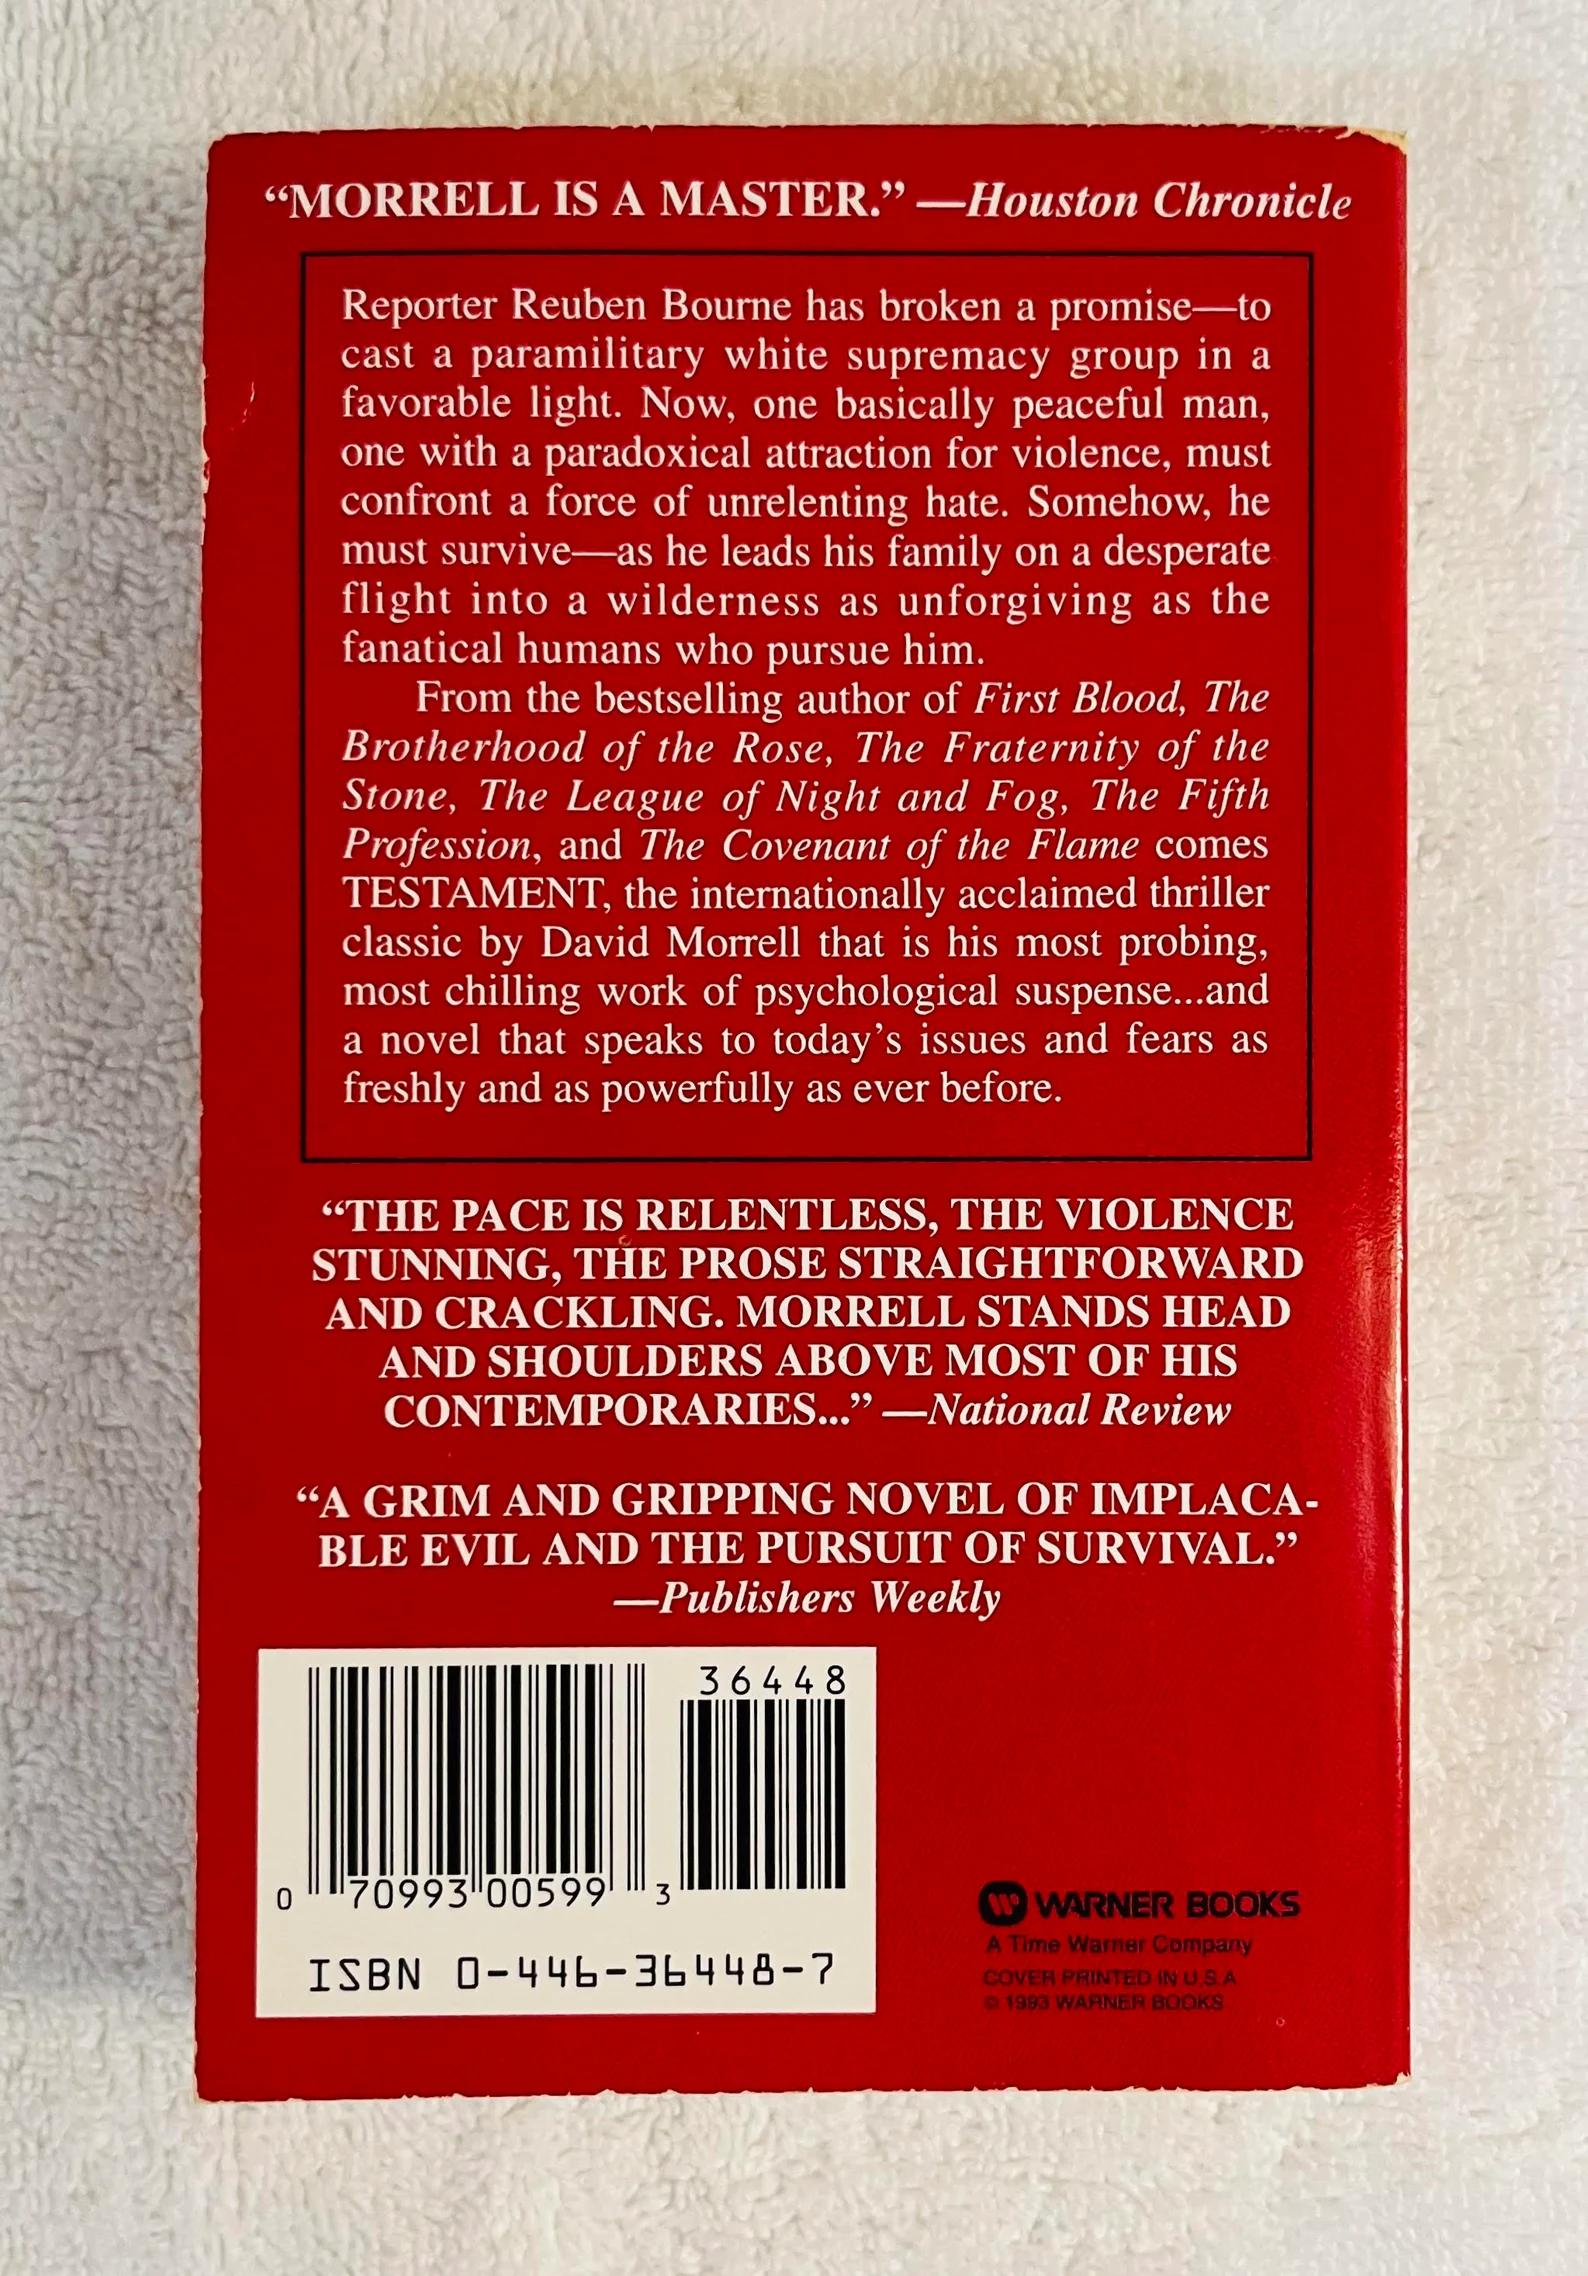 “MORRELL IS A MASTER.” —Houston Chronicle
Reporter Reuben Bourne has broken a promise—to
cast a paramilitary white supremacy group in a
favorable light. Now, one basically peaceful man,
one with a paradoxical attraction for violence, must
confront a force of unrelenting hate. Somehow, he
must survive—as he leads his family on a desperate
flight into a wilderness as unforgiving as the
fanatical humans who pursue him.
From the bestselling author of First Blood, The
Brotherhood of the Rose, The Fraternity of the
Stone, The League of Night and Fog, The Fifth
Profession, and The Covenant of the Flame comes
TESTAMENT, the internationally acclaimed thriller
classic by David Morrell that is his most probing,
most chilling work of psychological suspense...and
a novel that speaks to today’s issues and fears as
freshly and as powerfully as ever before.
“THE PACE IS RELENTLESS, THE VIOLENCE
STUNNING, THE PROSE STRAIGHTFORWARD
AND CRACKLING. MORRELL STANDS HEAD
AND SHOULDERS ABOVE MOST OF HIS
CONTEMPORARIES...” —National Review
“A GRIM AND GRIPPING NOVEL OF IMPLACA-
BLE EVIL AND THE PURSUIT OF SURVIVAL.”
—Publishers Weekly
36448
0 70993 00599 3
ISBN 0-446-36448-7
W WARNER BOOKS
A Time Warner Company
COVER PRINTED IN U.S.A
© 1993 WARNER BOOKS